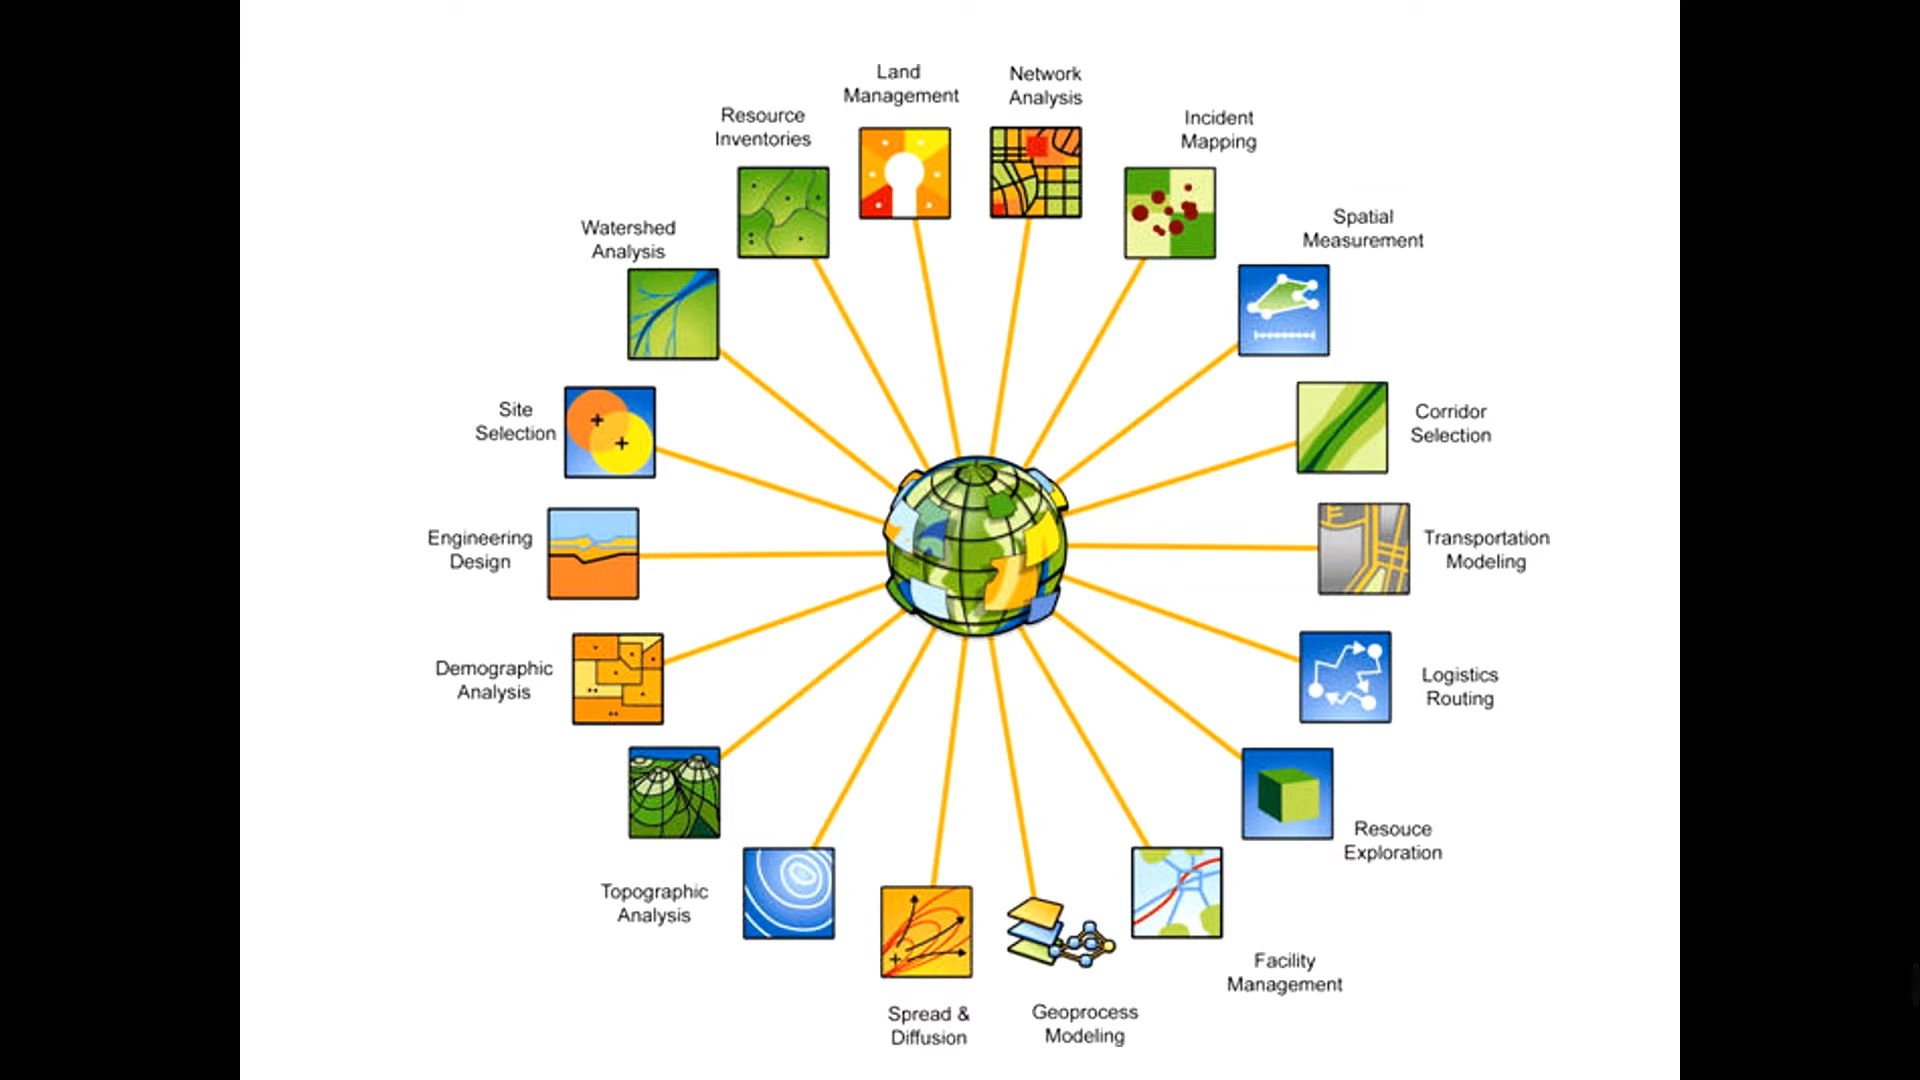 Land
Management
Network
Analysis
Resource
Inventories
Incident
Mapping
Watershed
Analysis
Spatial
Measurement
Site
Selection
Corridor
Selection
Engineering
Design
Transportation
Modeling
Demographic
Analysis
Logistics
Routing
Resouce
Exploration
Topographic
Analysis
Facility
Management
Spread &
Diffusion
Geoprocess
Modeling